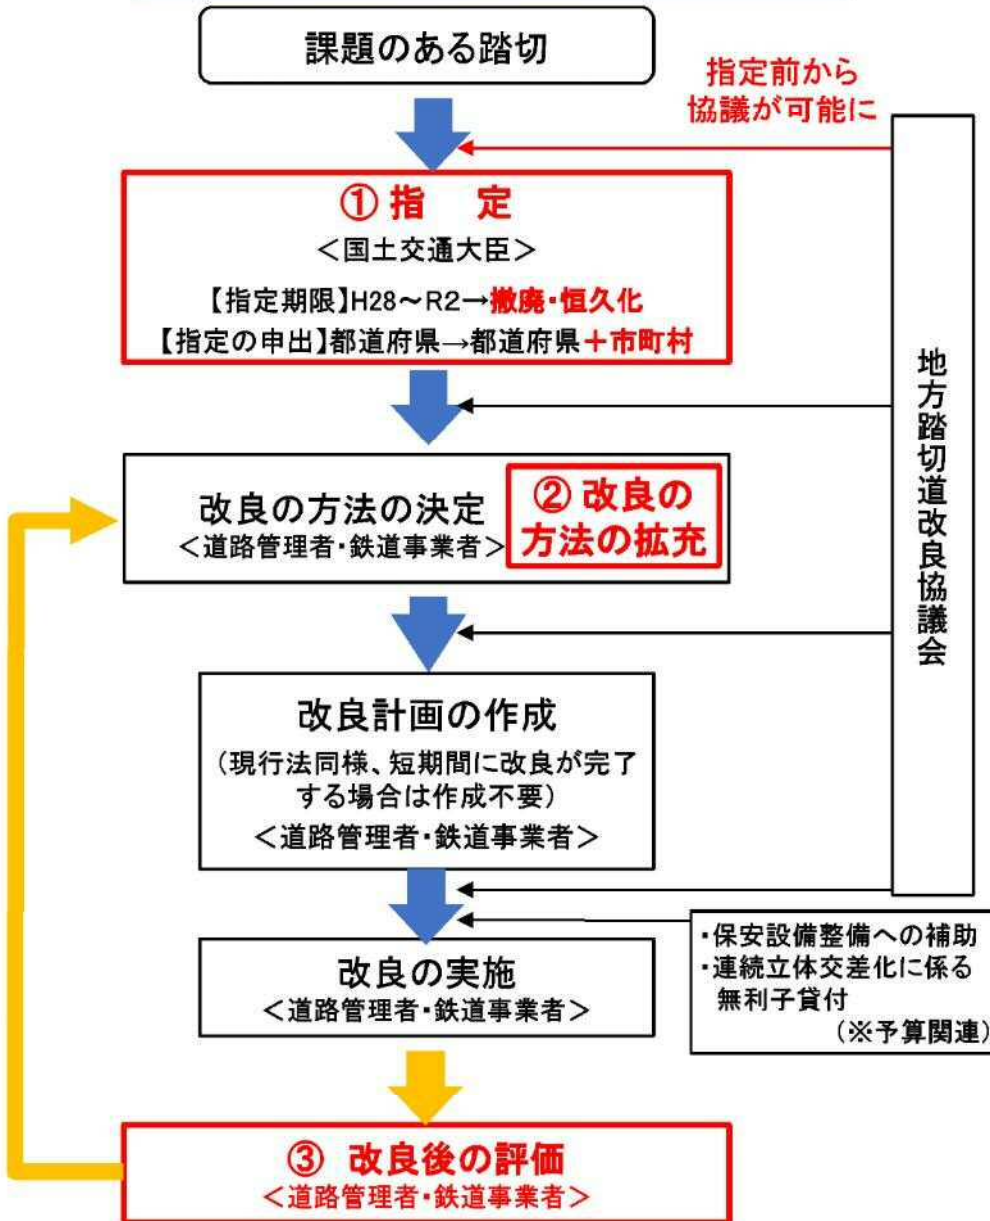 課題のある踏切
指定前から
協議が可能に
① 指　定
＜国土交通大臣＞
【指定期限】H28～R2→撤廃・恒久化
【指定の申出】都道府県→都道府県＋市町村
地方踏切道改良協議会
改良の方法の決定
＜道路管理者・鉄道事業者＞
② 改良の
方法の拡充
改良計画の作成
（現行法同様、短期間に改良が完了
する場合は作成不要）
＜道路管理者・鉄道事業者＞
・保安設備整備への補助
・連続立体交差化に係る
無利子貸付
（※予算関連）
改良の実施
＜道路管理者・鉄道事業者＞
③ 改良後の評価
＜道路管理者・鉄道事業者＞